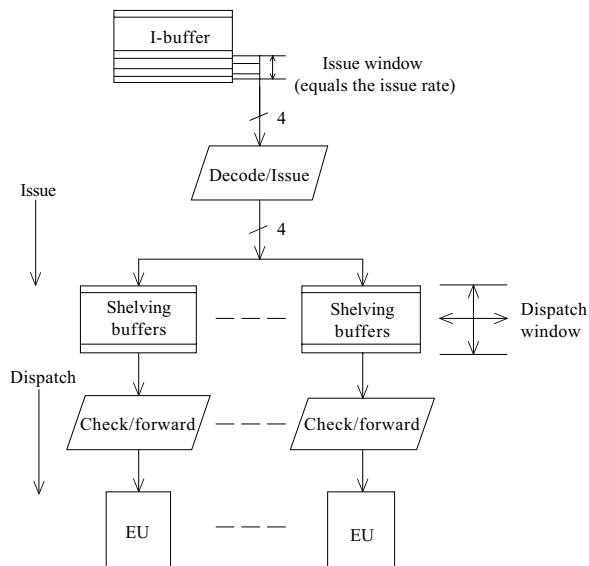 I-buffer
Issue window
(equals the issue rate)
4
Decode/Issue
Issue
4
Shelving
buffers
Shelving
buffers
Dispatch
window
Dispatch
Check/forward
Check/forward
EU
EU